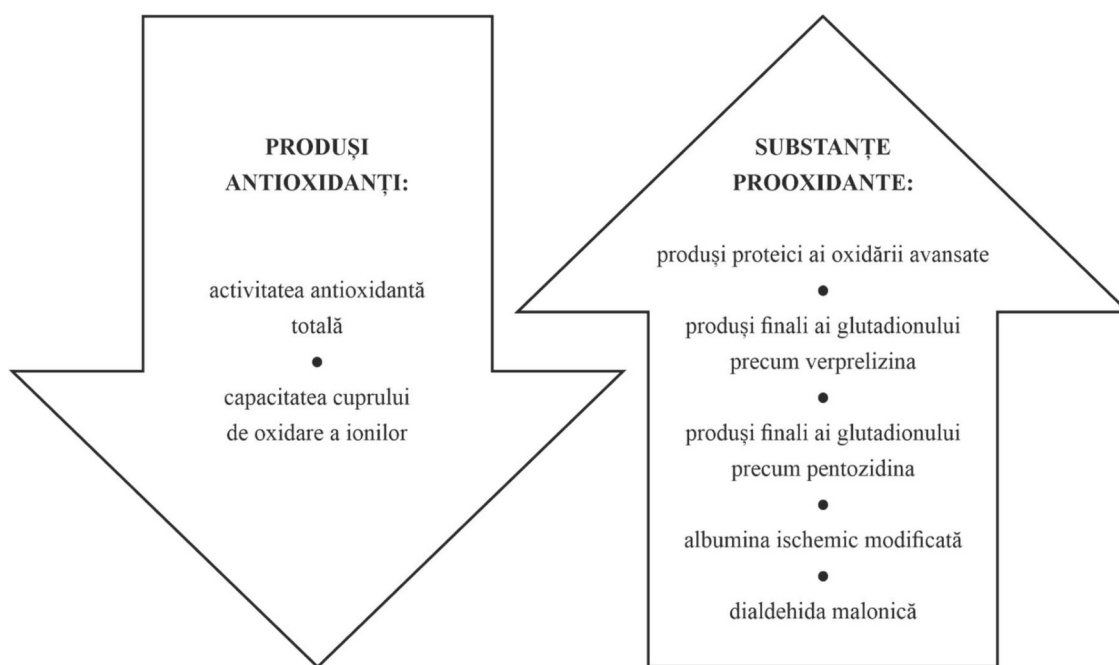 PRODUȘI
ANTIOXIDANȚI:
activitatea antioxidantă
totală
●
capacitatea cuprului
de oxidare a ionilor
SUBSTANȚE
PROOXIDANTE:
produși proteici ai oxidării avansate
●
produși finali ai glutadionului
precum verprelizina
●
produși finali ai glutadionului
precum pentozidina
●
albumina ischemic modificată
●
dialdehida malonică